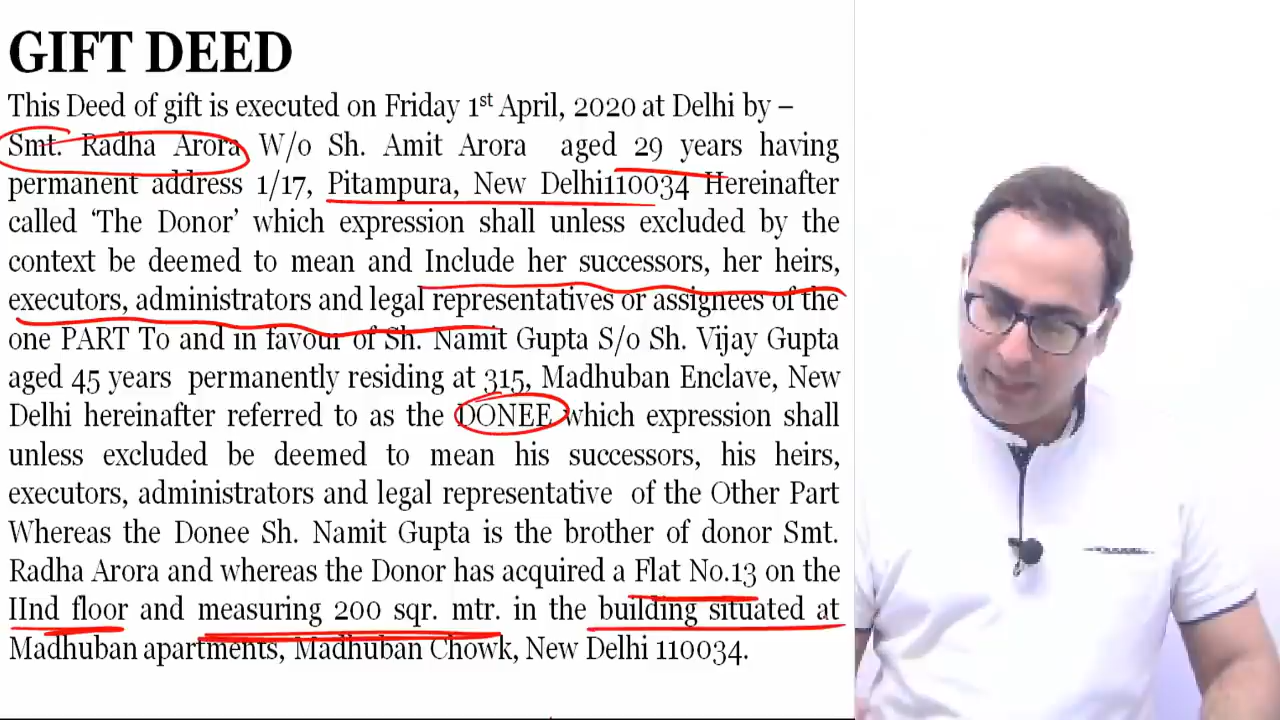 GIFT DEED
This Deed of gift is executed on Friday 1st April, 2020 at Delhi by –
Smt. Radha Arora W/o Sh. Amit Arora aged 29 years having
permanent address 1/17, Pitampura, New Delhi110034 Hereinafter
called ‘The Donor’ which expression shall unless excluded by the
context be deemed to mean and Include her successors, her heirs,
executors, administrators and legal representatives or assignees of the
one PART To and in favour of Sh. Namit Gupta S/o Sh. Vijay Gupta
aged 45 years permanently residing at 315, Madhuban Enclave, New
Delhi hereinafter referred to as the DONEE which expression shall
unless excluded be deemed to mean his successors, his heirs,
executors, administrators and legal representative of the Other Part
Whereas the Donee Sh. Namit Gupta is the brother of donor Smt.
Radha Arora and whereas the Donor has acquired a Flat No.13 on the
IInd floor and measuring 200 sqr. mtr. in the building situated at
Madhuban apartments, Madhuban Chowk, New Delhi 110034.